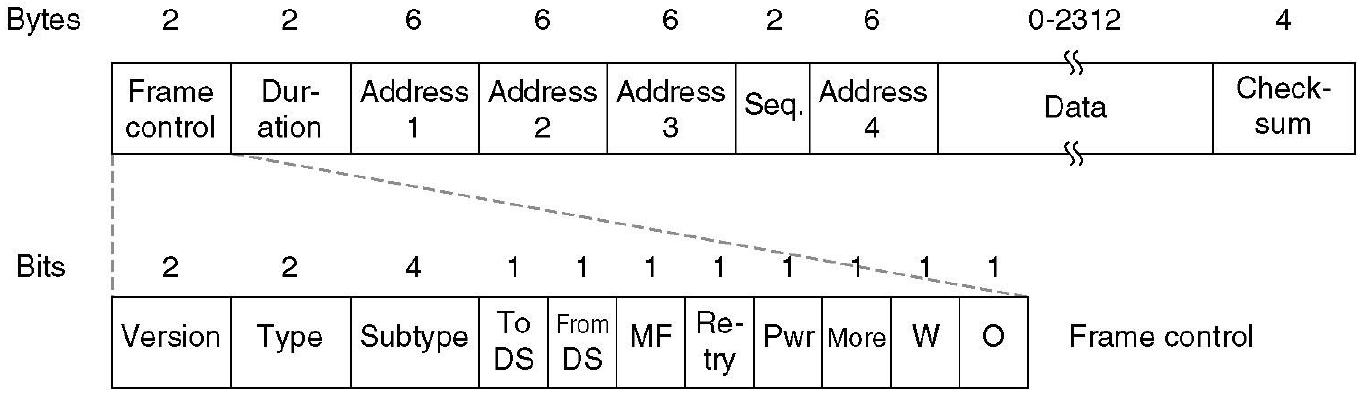 Bytes 2 2 6 6 6 2 6 0-2312 4
Frame control Dur-ation Address 1 Address 2 Address 3 Seq. Address 4 Data Check-sum
Bits 2 2 4 1 1 1 1 1 1 1 1
Version Type Subtype To DS From DS MF Re-try Pwr More W O Frame control